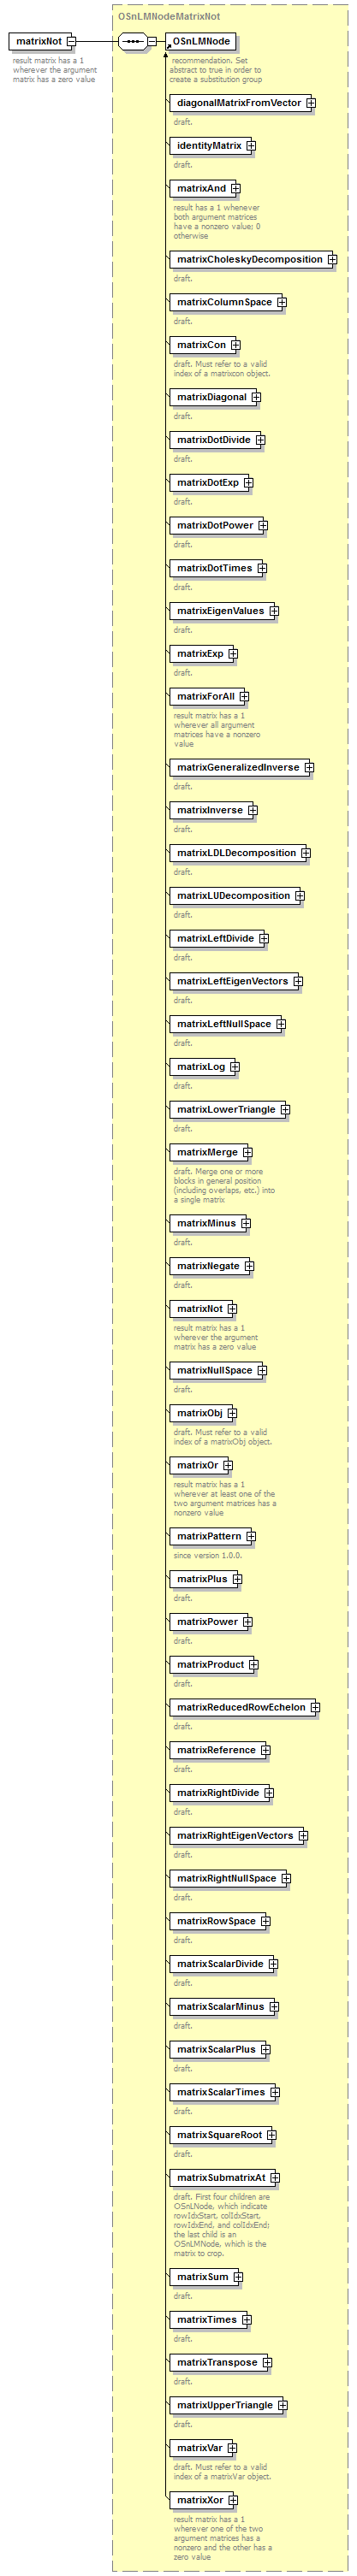 OSnLMNodeMatrixNot
matrixNot
OSnLMNode
result matrix has a 1
wherever the argument
matrix has a zero value
recommendation. Set
abstract to true in order to
create a substitution group
diagonalMatrixFromVector
draft.
identityMatrix
draft.
matrixAnd
result has a 1 whenever
both argument matrices
have a nonzero value; 0
otherwise
matrixCholeskyDecomposition
draft.
matrixColumnSpace
draft.
matrixCon
draft. Must refer to a valid
index of a matrixcon object.
matrixDiagonal
draft.
matrixDotDivide
draft.
matrixDotExp
draft.
matrixDotPower
draft.
matrixDotTimes
draft.
matrixEigenValues
draft.
matrixExp
draft.
matrixForAll
result matrix has a 1
wherever all argument
matrices have a nonzero
value
matrixGeneralizedInverse
draft.
matrixInverse
draft.
matrixLDLDecomposition
draft.
matrixLUDecomposition
draft.
matrixLeftDivide
draft.
matrixLeftEigenVectors
draft.
matrixLeftNullSpace
draft.
matrixLog
draft.
matrixLowerTriangle
draft.
matrixMerge
draft. Merge one or more
blocks in general position
(including overlaps, etc.) into
a single matrix
matrixMinus
draft.
matrixNegate
draft.
matrixNot
result matrix has a 1
wherever the argument
matrix has a zero value
matrixNullSpace
draft.
matrixObj
draft. Must refer to a valid
index of a matrixObj object.
matrixOr
result matrix has a 1
wherever at least one of the
two argument matrices has a
nonzero value
matrixPattern
since version 1.0.0.
matrixPlus
draft.
matrixPower
draft.
matrixProduct
draft.
matrixReducedRowEchelon
draft.
matrixReference
draft.
matrixRightDivide
draft.
matrixRightEigenVectors
draft.
matrixRightNullSpace
draft.
matrixRowSpace
draft.
matrixScalarDivide
draft.
matrixScalarMinus
draft.
matrixScalarPlus
draft.
matrixScalarTimes
draft.
matrixSquareRoot
draft.
matrixSubmatrixAt
draft. First four children are
OSnLNode, which indicate
rowIdxStart, colIdxStart,
rowIdxEnd, and colIdxEnd;
the last child is an
OSnLMNode, which is the
matrix to crop.
matrixSum
draft.
matrixTimes
draft.
matrixTranspose
draft.
matrixUpperTriangle
draft.
matrixVar
draft. Must refer to a valid
index of a matrixVar object.
matrixXor
result matrix has a 1
wherever one of the two
argument matrices has a
nonzero and the other has a
zero value